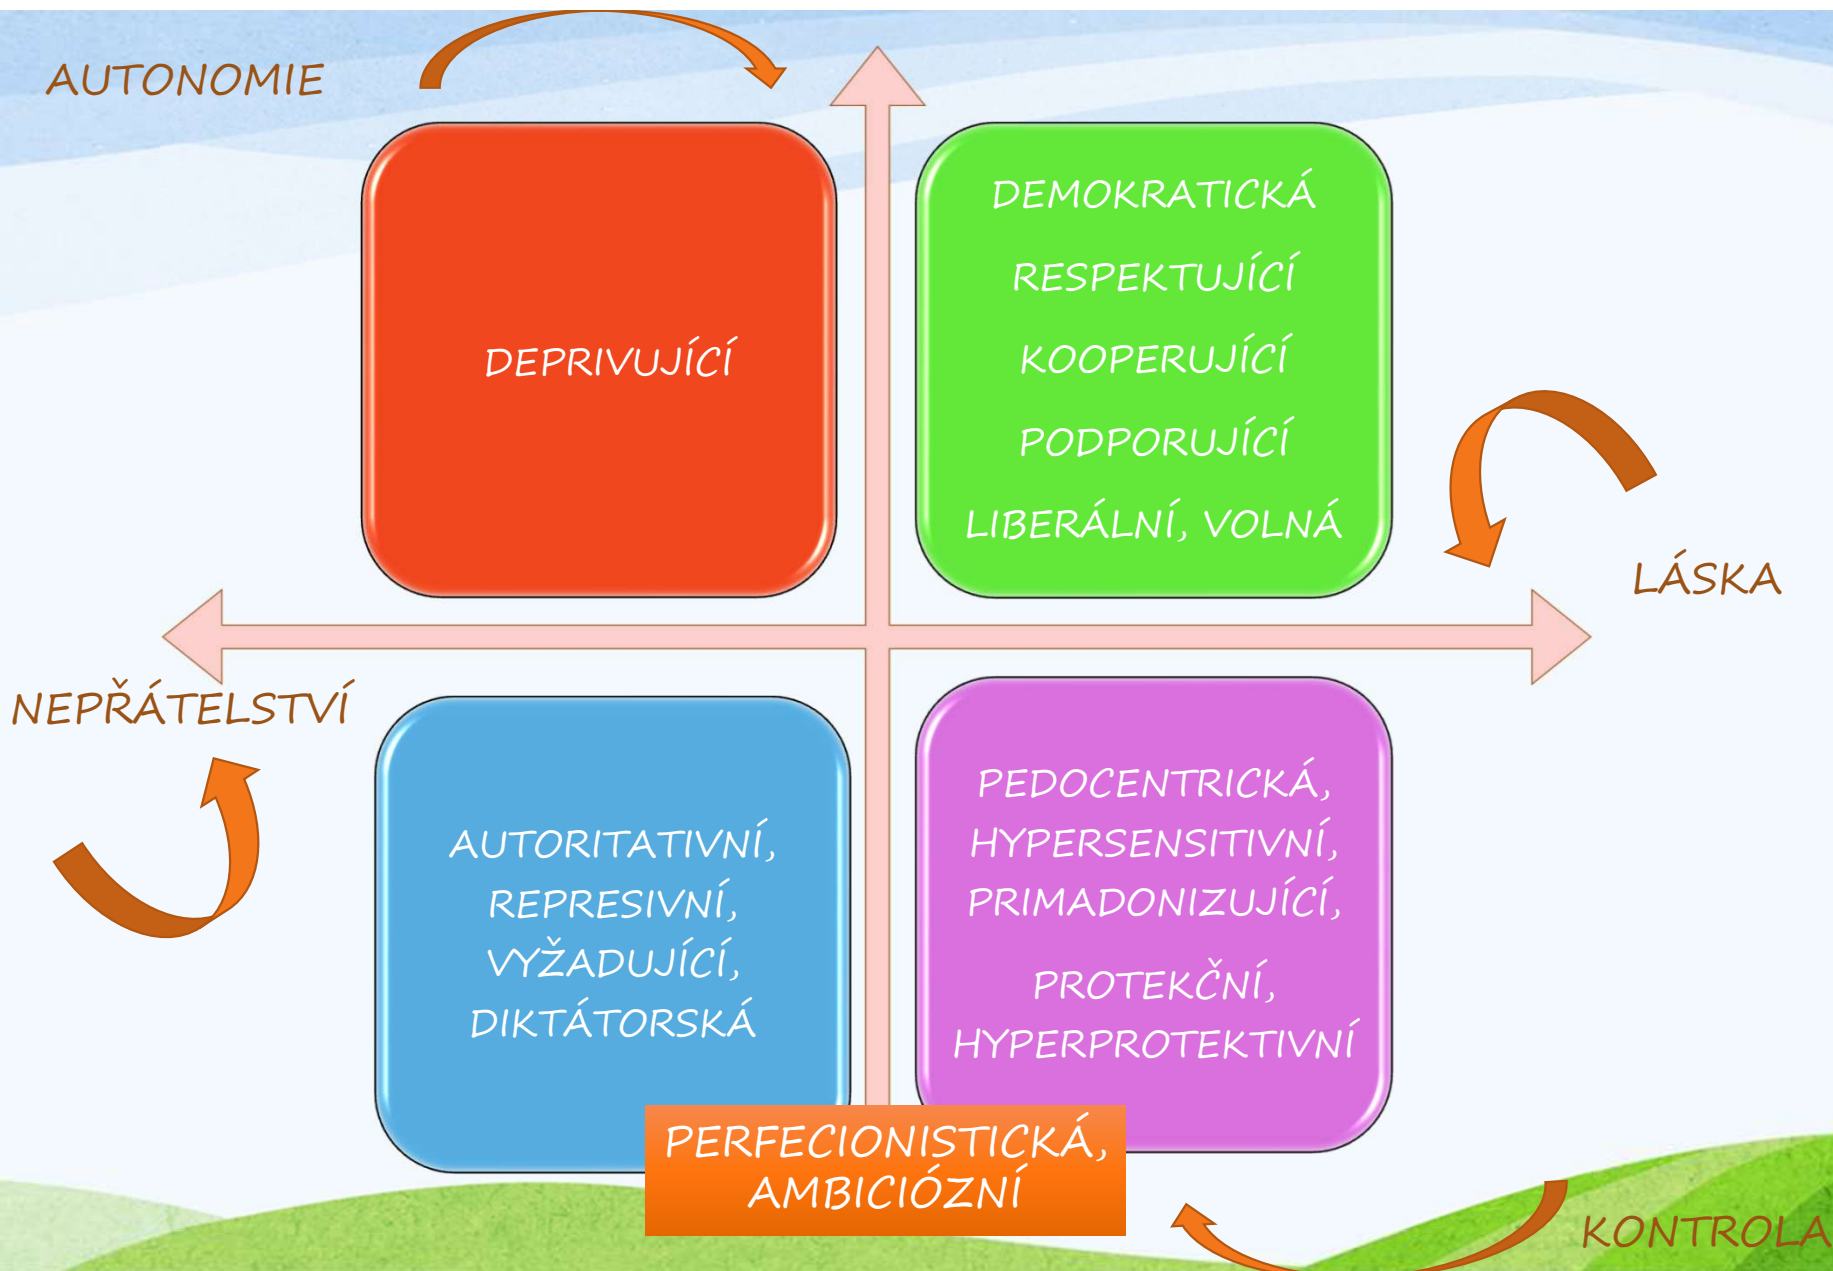 AUTONOMIE
DEPRIVUJÍCÍ
DEMOKRATICKÁ
RESPEKTUJÍCÍ
KOOPERUJÍCÍ
PODPORUJÍCÍ
LIBERÁLNÍ, VOLNÁ
LÁSKA
NEPŘÁTELSTVÍ
AUTORITATIVNÍ,
REPRESIVNÍ,
VYŽADUJÍCÍ,
DIKTÁTORSKÁ
PEDOCENTRICKÁ,
HYPERSENSITIVNÍ,
PRIMADONIZUJÍCÍ,
PROTEKČNÍ,
HYPERPROTEKTIVNÍ
PERFECIONISTICKÁ,
AMBICIÓZNÍ
KONTROLA